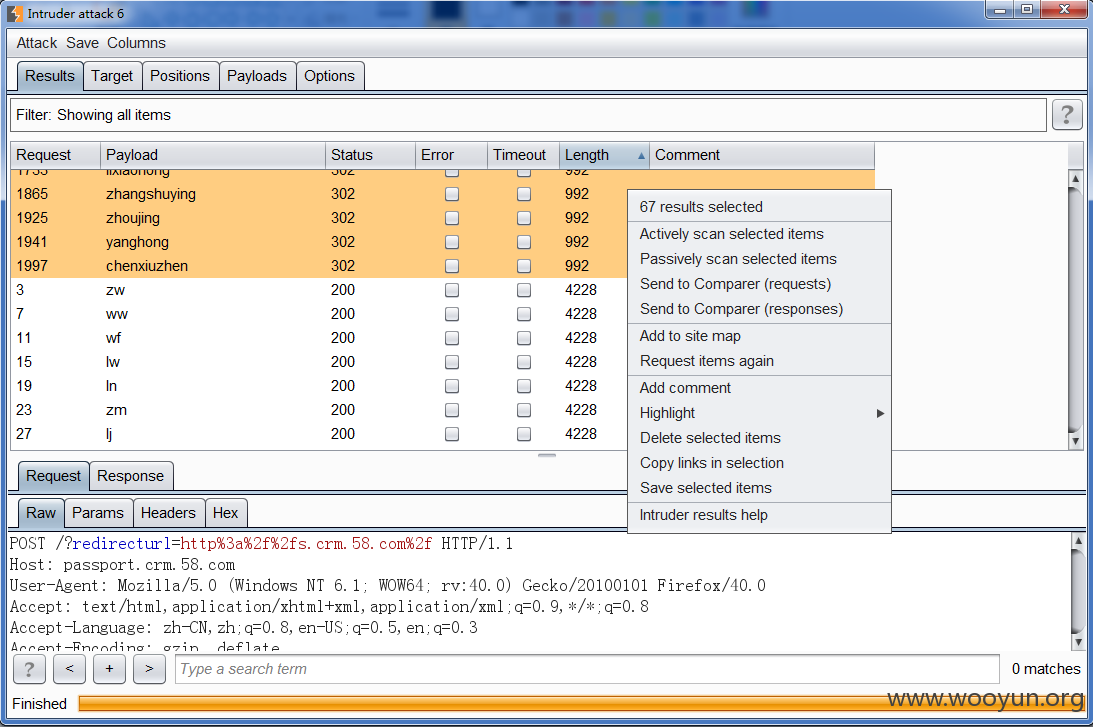 Intruder attack 6
Attack Save Columns
Results Target Positions Payloads Options
Filter: Showing all items ?
Request Payload Status Error Timeout Length Comment
1733 lixiaohong 302 992
1865 zhangshuying 302 992
1925 zhoujing 302 992
1941 yanghong 302 992
1997 chenxiuzhen 302 992
3 zw 200 4228
7 ww 200 4228
11 wf 200 4228
15 lw 200 4228
19 ln 200 4228
23 zm 200 4228
27 lj 200 4228
67 results selected
Actively scan selected items
Passively scan selected items
Send to Comparer (requests)
Send to Comparer (responses)
Add to site map
Request items again
Add comment
Highlight
Delete selected items
Copy links in selection
Save selected items
Intruder results help
Request Response
Raw Params Headers Hex
POST /?redirecturl=http%3a%2f%2fs.crm.58.com%2f HTTP/1.1
Host: passport.crm.58.com
User-Agent: Mozilla/5.0 (Windows NT 6.1; WOW64; rv:40.0) Gecko/20100101 Firefox/40.0
Accept: text/html,application/xhtml+xml,application/xml;q=0.9,*/*;q=0.8
Accept-Language: zh-CN,zh;q=0.8,en-US;q=0.5,en;q=0.3
Accept-Encoding: gzip, deflate
? < + > Type a search term 0 matches
Finished
www.wooyun.org